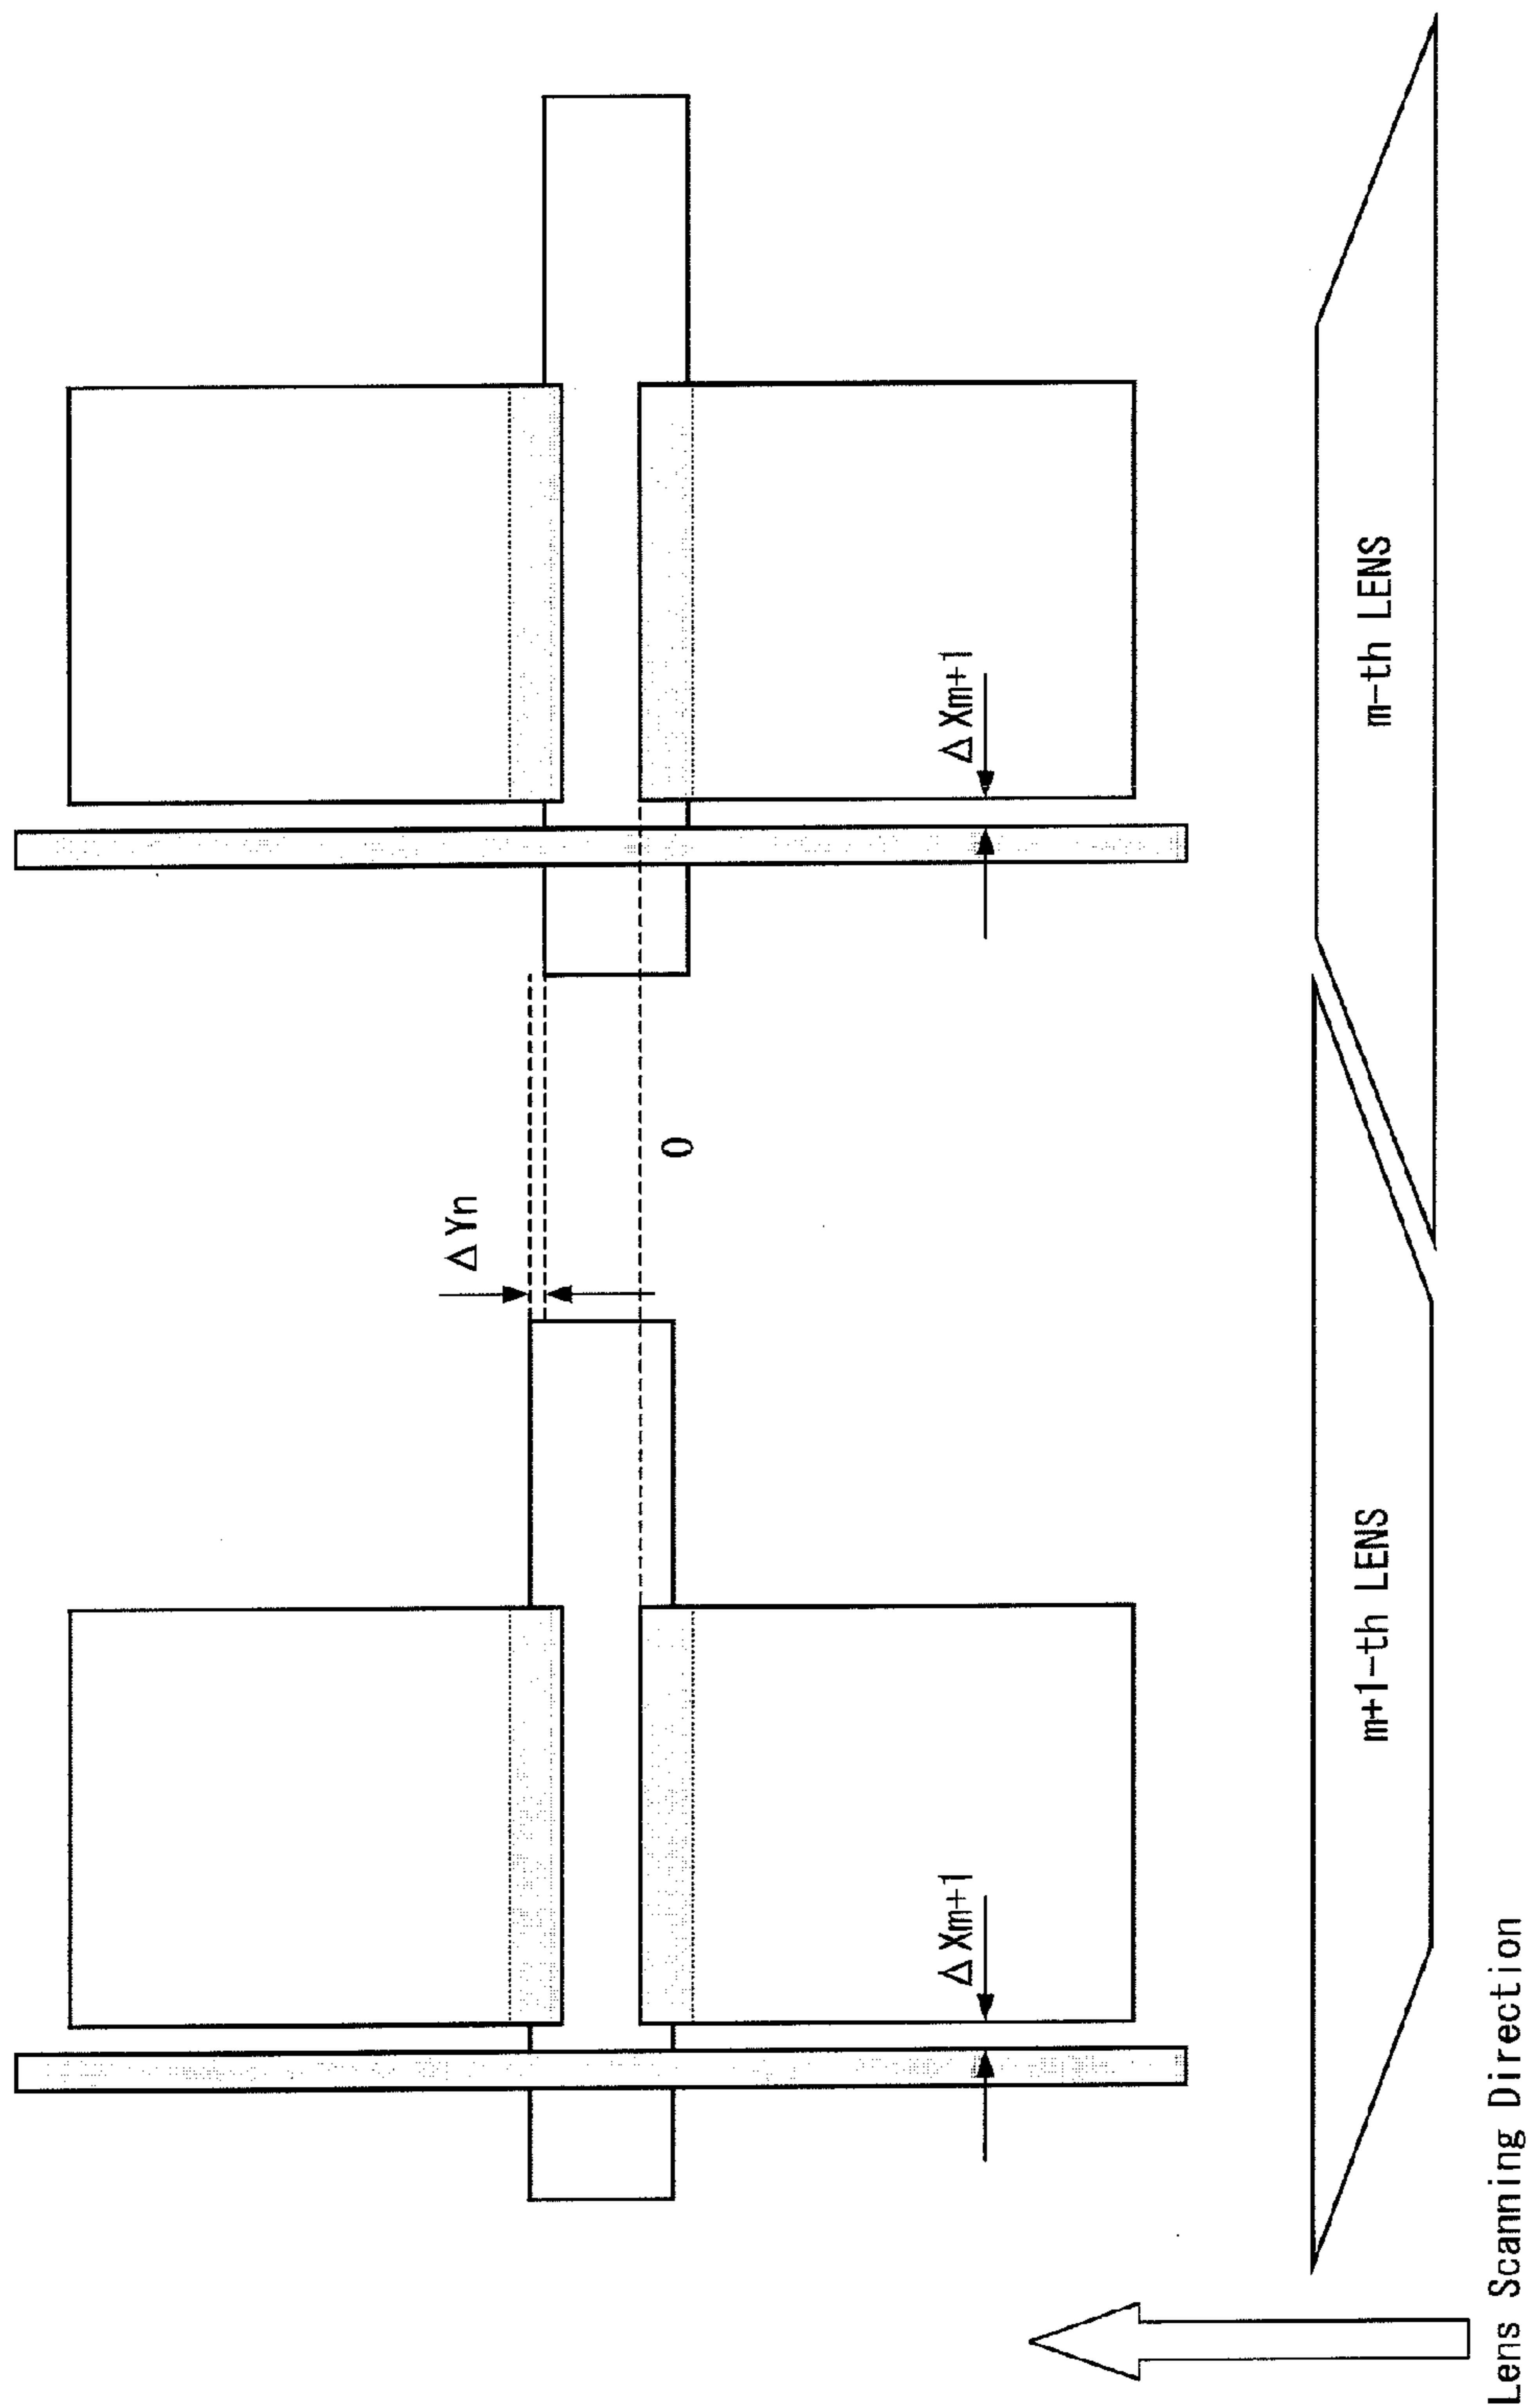 ΔYn
0
ΔXm+1
ΔXm+1
m+1-th LENS
m-th LENS
Lens Scanning Direction